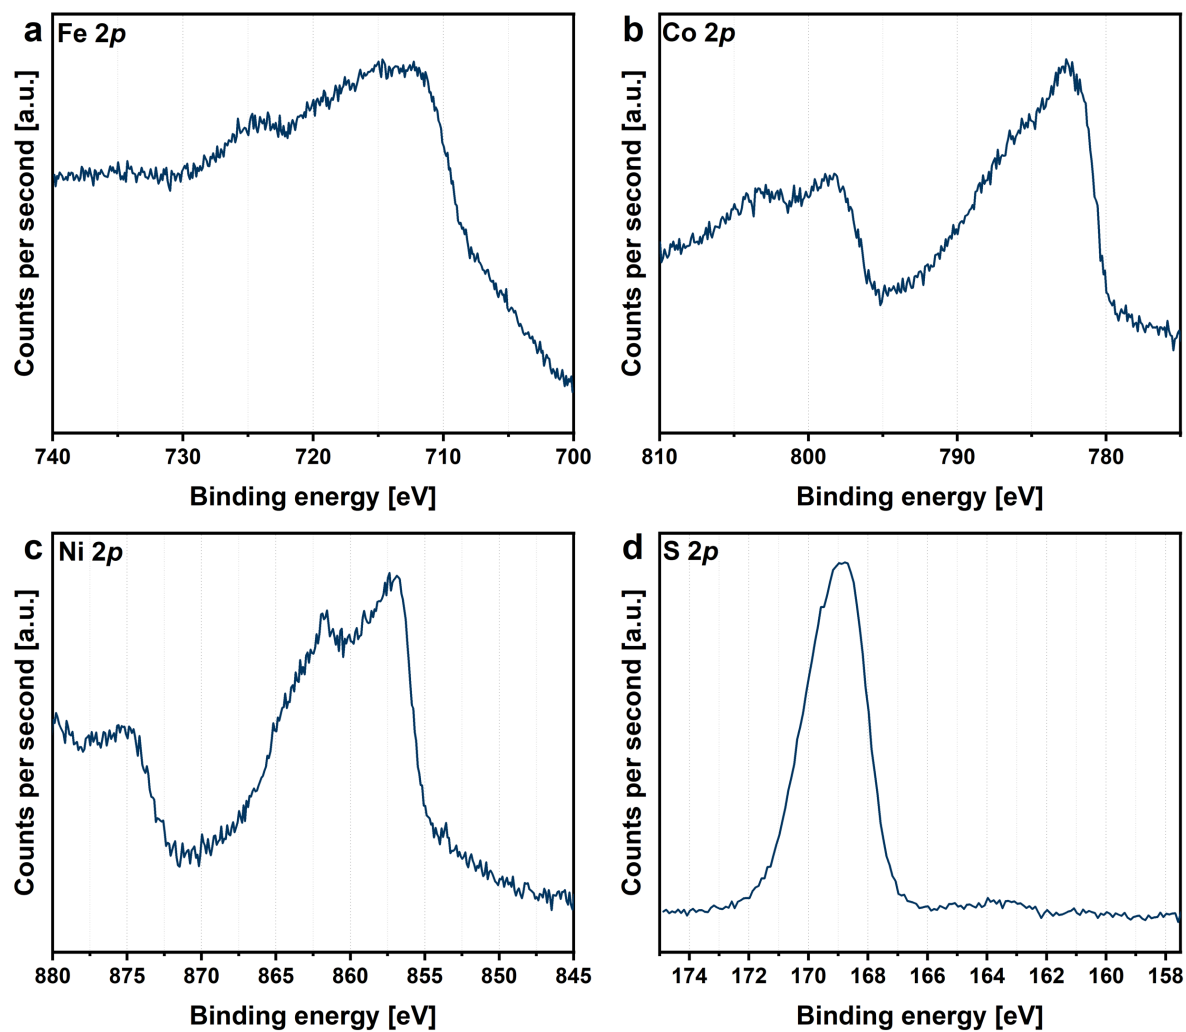 a Fe 2p
Counts per second [a.u.]
740 730 720 710 700
Binding energy [eV]
b Co 2p
Counts per second [a.u.]
810 800 790 780
Binding energy [eV]
c Ni 2p
Counts per second [a.u.]
880 875 870 865 860 855 850 845
Binding energy [eV]
d S 2p
Counts per second [a.u.]
174 172 170 168 166 164 162 160 158
Binding energy [eV]